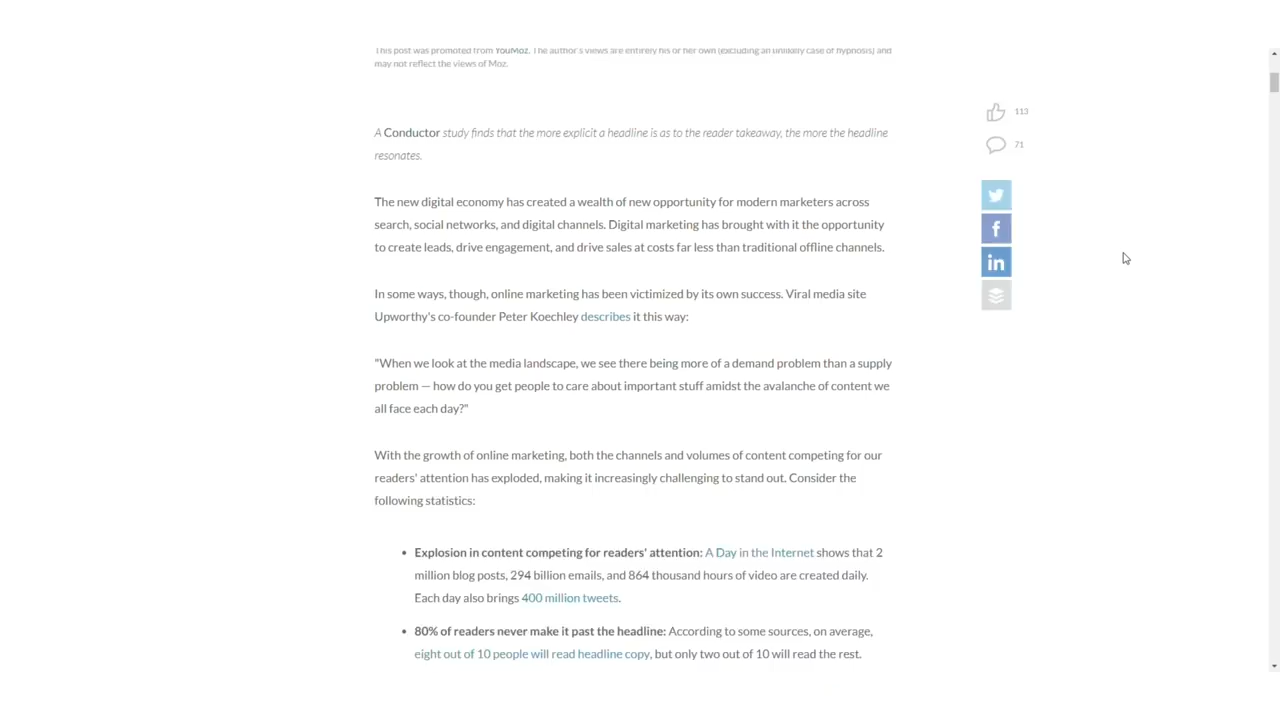 This post was promoted from YouMoz. The author's views are entirely his or her own (excluding an unlikely case of hypnosis) and
may not reflect the views of Moz.
113
A Conductor study finds that the more explicit a headline is as to the reader takeaway, the more the headline
resonates.
71
The new digital economy has created a wealth of new opportunity for modern marketers across
search, social networks, and digital channels. Digital marketing has brought with it the opportunity
to create leads, drive engagement, and drive sales at costs far less than traditional offline channels.
In some ways, though, online marketing has been victimized by its own success. Viral media site
Upworthy's co-founder Peter Koechley describes it this way:
"When we look at the media landscape, we see there being more of a demand problem than a supply
problem — how do you get people to care about important stuff amidst the avalanche of content we
all face each day?"
With the growth of online marketing, both the channels and volumes of content competing for our
readers' attention has exploded, making it increasingly challenging to stand out. Consider the
following statistics:
• Explosion in content competing for readers' attention: A Day in the Internet shows that 2
million blog posts, 294 billion emails, and 864 thousand hours of video are created daily.
Each day also brings 400 million tweets.
• 80% of readers never make it past the headline: According to some sources, on average,
eight out of 10 people will read headline copy, but only two out of 10 will read the rest.